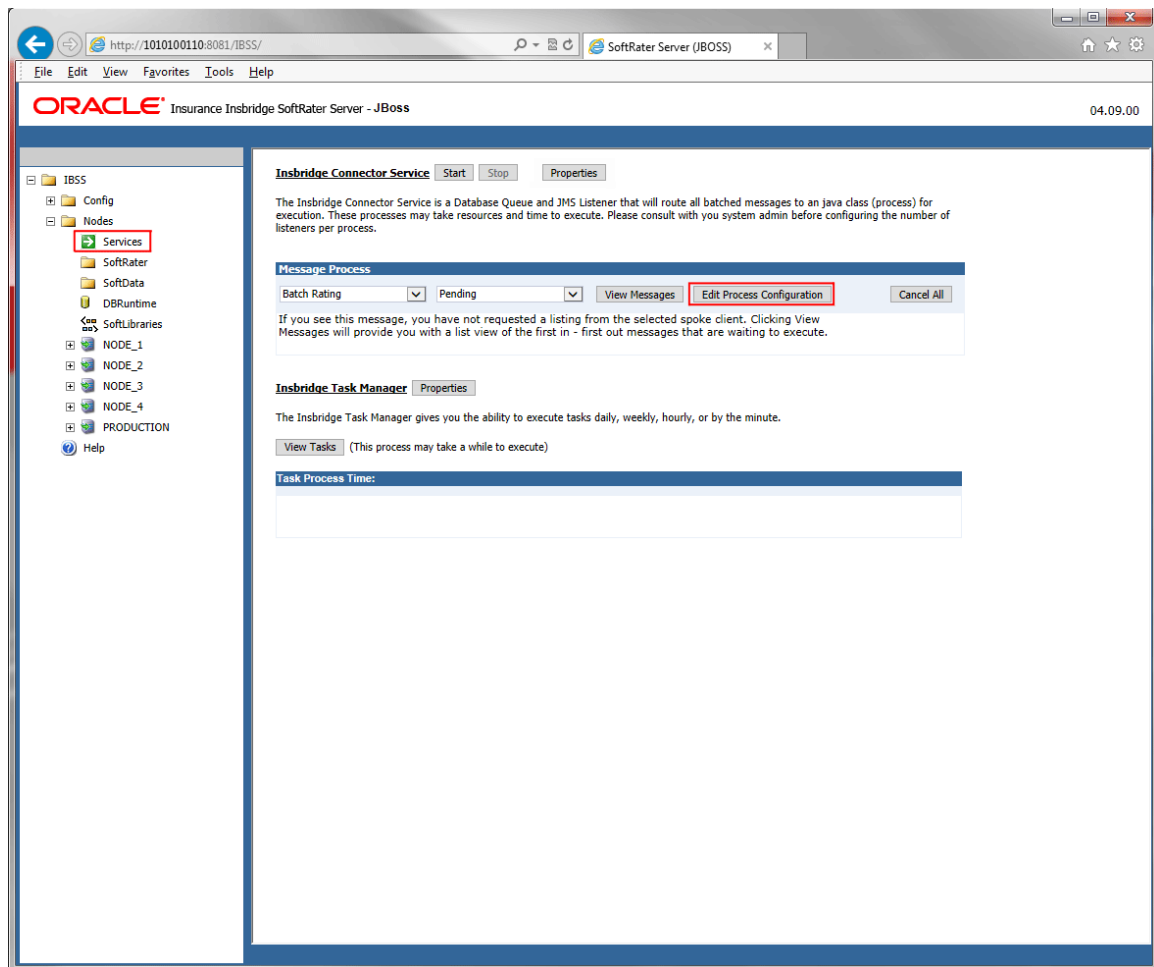 http://1010100110:8081/IBSS/
SoftRater Server (JBOSS)
File Edit View Favorites Tools Help
ORACLE Insurance Insbridge SoftRater Server - JBoss
04.09.00
IBSS
Config
Nodes
Services
SoftRater
SoftData
DBRuntime
SoftLibraries
NODE_1
NODE_2
NODE_3
NODE_4
PRODUCTION
Help
Insbridge Connector Service Start Stop Properties
The Insbridge Connector Service is a Database Queue and JMS Listener that will route all batched messages to an java class (process) for
execution. These processes may take resources and time to execute. Please consult with you system admin before configuring the number of
listeners per process.
Message Process
Batch Rating Pending View Messages Edit Process Configuration Cancel All
If you see this message, you have not requested a listing from the selected spoke client. Clicking View
Messages will provide you with a list view of the first in - first out messages that are waiting to execute.
Insbridge Task Manager Properties
The Insbridge Task Manager gives you the ability to execute tasks daily, weekly, hourly, or by the minute.
View Tasks (This process may take a while to execute)
Task Process Time: